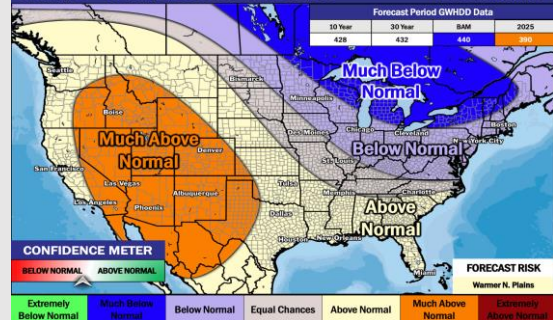 Forecast Period GWHDD Data
10 Year 30 Year BAM 2025
428 432 440 390
Seattle
Bismarck
Much Below
Normal
Minneapolis
Boise
Boston
Chicago
Cleveland
New York City
Des Moines
Much Above
Normal
Denver
Below Normal
San Francisco
St. Louis
Las Vegas
Tulsa
Memphis
Charlotte
Los Angeles
Albuquerque
Phoenix
Above
Normal
Dallas
Houston
New Orleans
Miami
CONFIDENCE METER
BELOW NORMAL ABOVE NORMAL
FORECAST RISK
Warmer N. Plains
Extremely
Below Normal
Much Below
Normal
Below Normal
Equal Chances
Above Normal
Much Above
Normal
Extremely
Above Normal